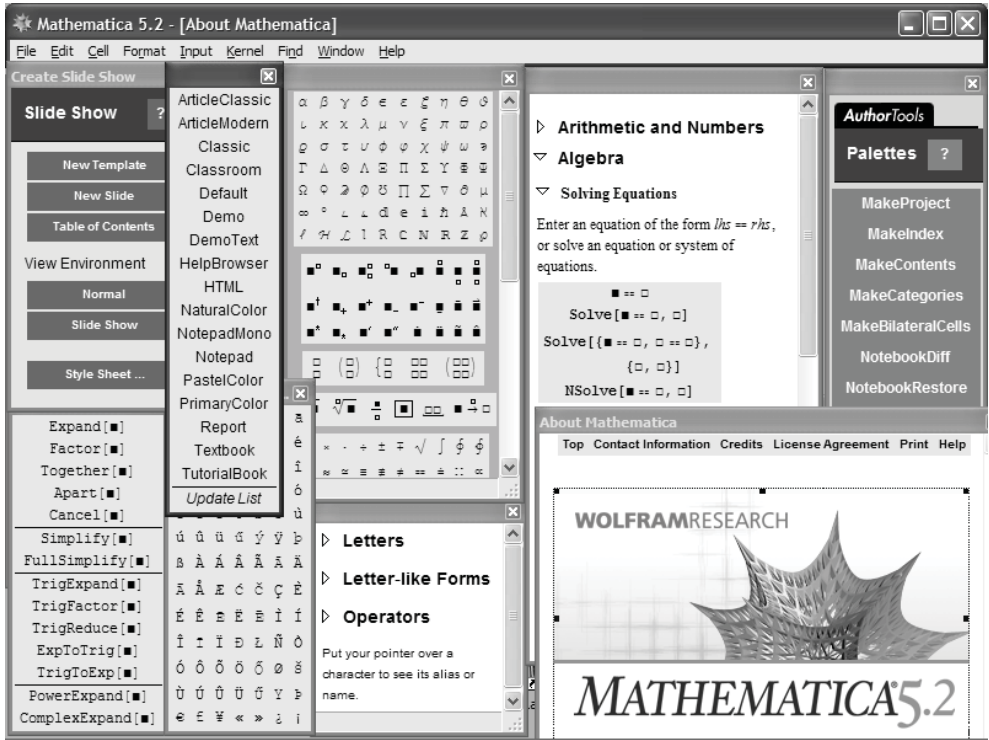 Mathematica 5.2 - [About Mathematica]
File Edit Cell Format Input Kernel Find Window Help
Create Slide Show
Slide Show ?
New Template
New Slide
Table of Contents
View Environment
Normal
Slide Show
Style Sheet ...
Expand[■]
Factor[■]
Together[■]
Apart[■]
Cancel[■]
Simplify[■]
FullSimplify[■]
TrigExpand[■]
TrigFactor[■]
TrigReduce[■]
ExpToTrig[■]
TrigToExp[■]
PowerExpand[■]
ComplexExpand[■]
ArticleClassic
ArticleModern
Classic
Classroom
Default
Demo
DemoText
HelpBrowser
HTML
NaturalColor
NotepadMono
Notepad
PastelColor
PrimaryColor
Report
Textbook
TutorialBook
Update List
α β γ δ ϵ ε ζ η θ ϑ
ι κ ϰ λ μ ν ξ π ϖ ρ
Arithmetic and Numbers
Algebra
Solving Equations
Enter an equation of the form lhs == rhs,
or solve an equation or system of
equations.
■ == □
Solve[■ == □, □]
Solve[{■ == □, □ == □},
{□, □}]
NSolve[■ == □, □]
AuthorTools
Palettes ?
MakeProject
MakeIndex
MakeContents
MakeCategories
MakeBilateralCells
NotebookDiff
NotebookRestore
Letters
Letter-like Forms
Operators
Put your pointer over a
character to see its alias or
name.
About Mathematica
Top Contact Information Credits License Agreement Print Help
WOLFRAMRESEARCH
MATHEMATICA 5.2